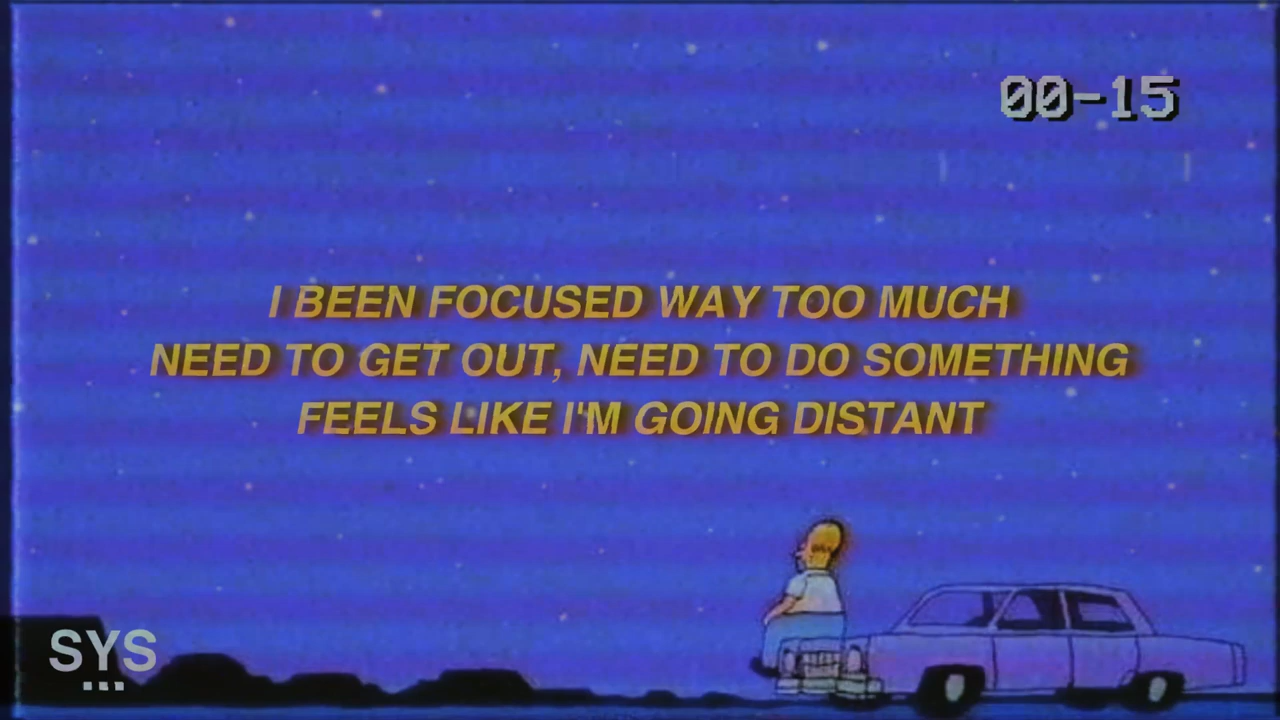 00-15
I BEEN FOCUSED WAY TOO MUCH
NEED TO GET OUT, NEED TO DO SOMETHING
FEELS LIKE I'M GOING DISTANT
SYS
...